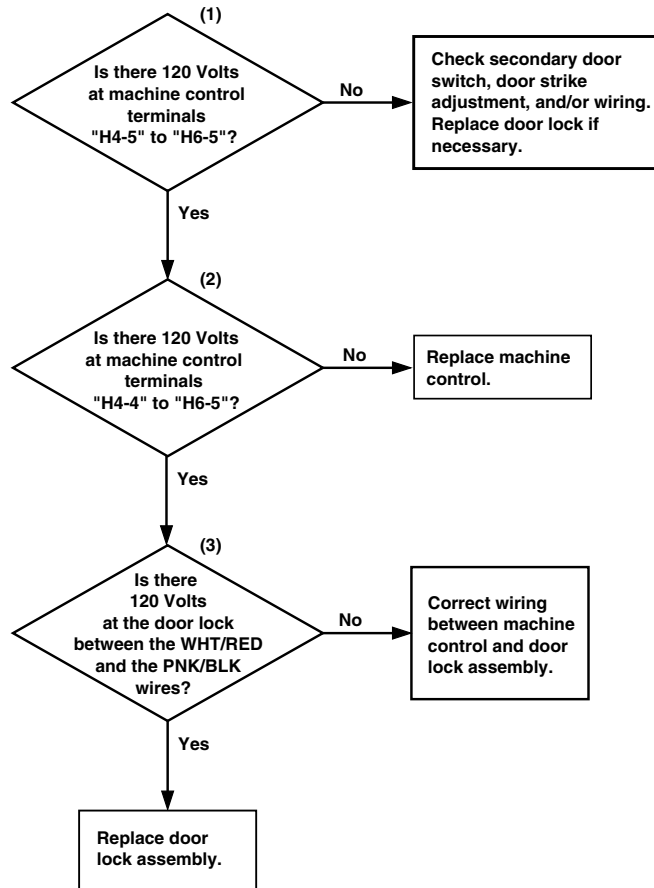 (1)
Is there 120 Volts
at machine control
terminals
"H4-5" to "H6-5"?
No
Check secondary door
switch, door strike
adjustment, and/or wiring.
Replace door lock if
necessary.
Yes
(2)
Is there 120 Volts
at machine control
terminals
"H4-4" to "H6-5"?
No
Replace machine
control.
Yes
(3)
Is there
120 Volts
at the door lock
between the WHT/RED
and the PNK/BLK
wires?
No
Correct wiring
between machine
control and door
lock assembly.
Yes
Replace door
lock assembly.